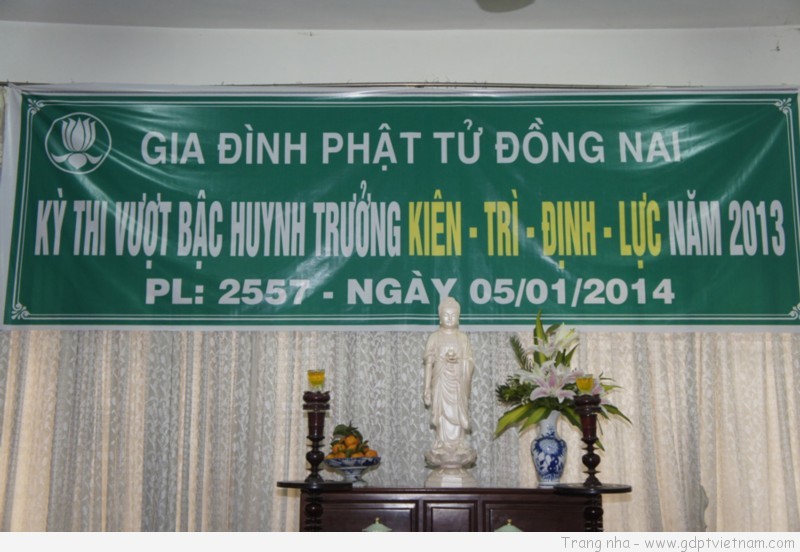 GIA ĐÌNH PHẬT TỬ ĐỒNG NAI
KỲ THI VƯỢT BẬC HUYNH TRƯỞNG KIÊN - TRÌ - ĐỊNH - LỰC NĂM 2013
PL: 2557 - NGÀY 05/01/2014
Trang nha - www.gdptvietnam.com